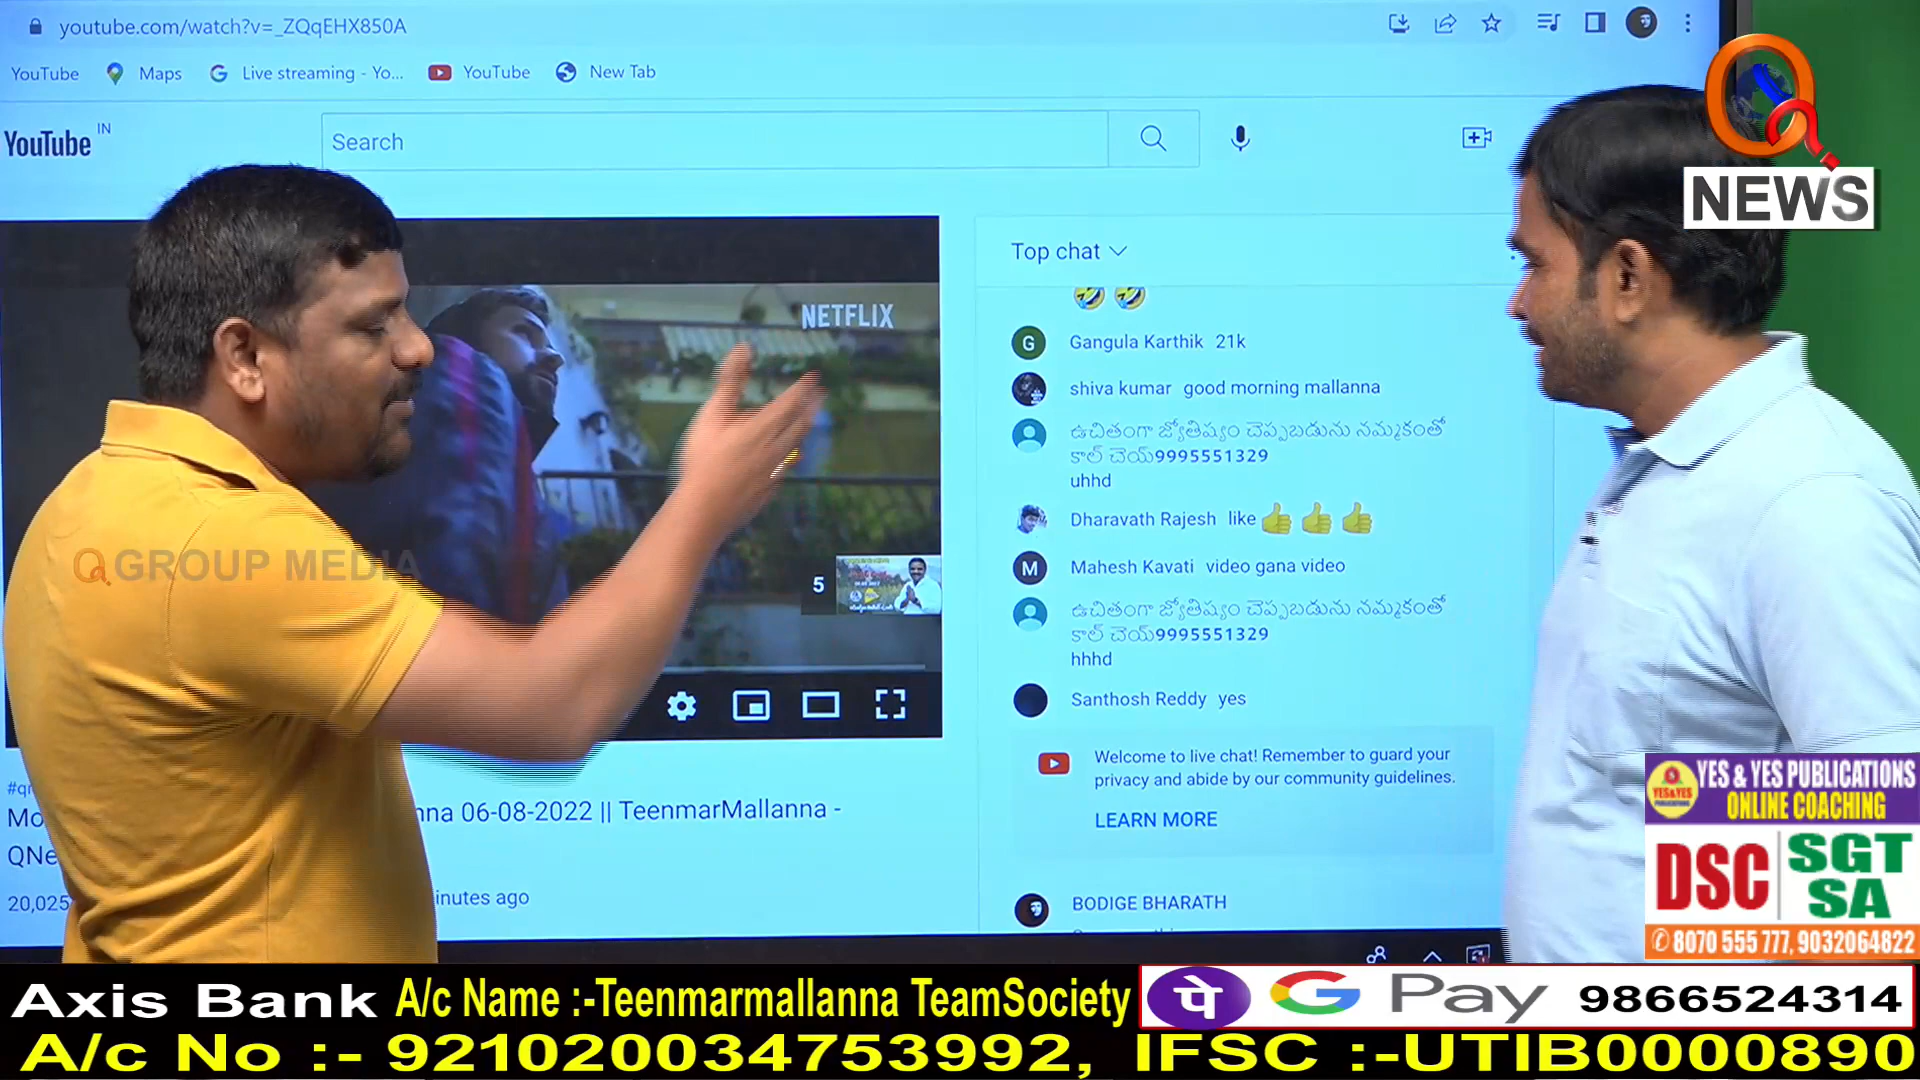 youtube.com/watch?v=_ZQqEHX850A
YouTube Maps Live streaming - Yo... YouTube New Tab
YouTube IN
Search
Q NEWS
Top chat
NETFLIX
Gangula Karthik 21k
shiva kumar good morning mallanna
ఉచితంగా జ్యోతిష్యం చెప్పబడును నమ్మకంతో
కాల్ చెయ్9995551329
uhhd
Dharavath Rajesh like
GROUP MEDIA
5
M Mahesh Kavati video gana video
ఉచితంగా జ్యోతిష్యం చెప్పబడును నమ్మకంతో
కాల్ చెయ్9995551329
hhhd
Santhosh Reddy yes
Welcome to live chat! Remember to guard your
privacy and abide by our community guidelines.
LEARN MORE
BODIGE BHARATH
06-08-2022 || TeenmarMallanna -
20,025
inutes ago
YES & YES PUBLICATIONS
ONLINE COACHING
DSC SGT
SA
8070 555 777, 9032064822
Axis Bank A/c Name :-Teenmarmallanna TeamSociety पे G Pay 9866524314
A/c No :- 921020034753992, IFSC :-UTIB0000890